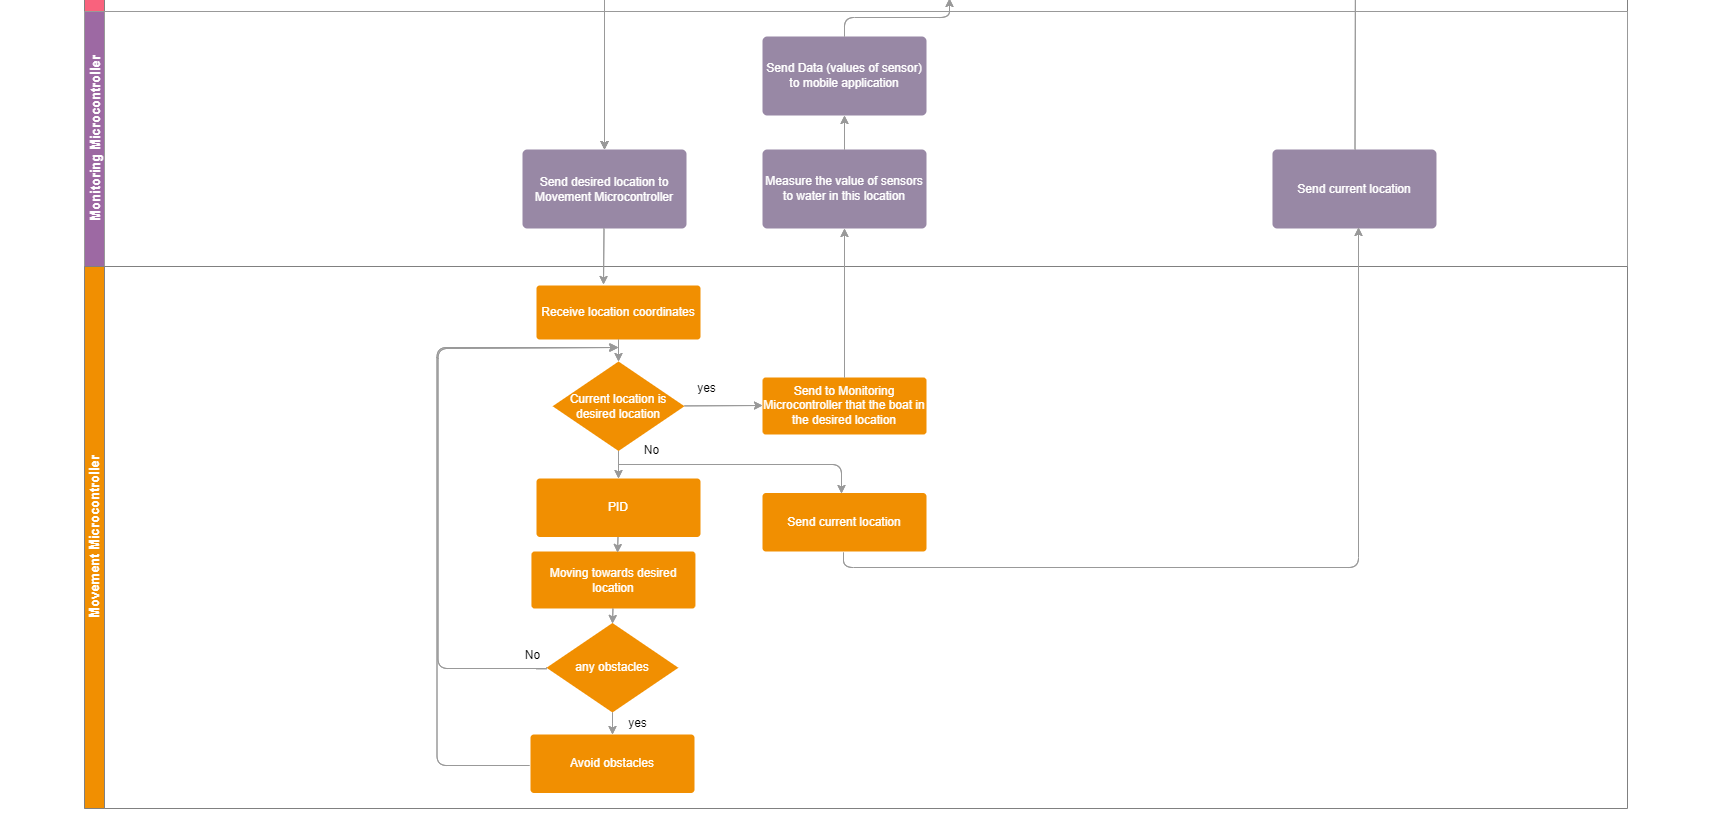 Monitoring Microcontroller
Send Data (values of sensor)
to mobile application
Send desired location to
Movement Microcontroller
Measure the value of sensors
to water in this location
Send current location
Movement Microcontroller
Receive location coordinates
Current location is
desired location
yes
Send to Monitoring
Microcontroller that the boat in
the desired location
No
PID
Send current location
Moving towards desired
location
any obstacles
No
yes
Avoid obstacles